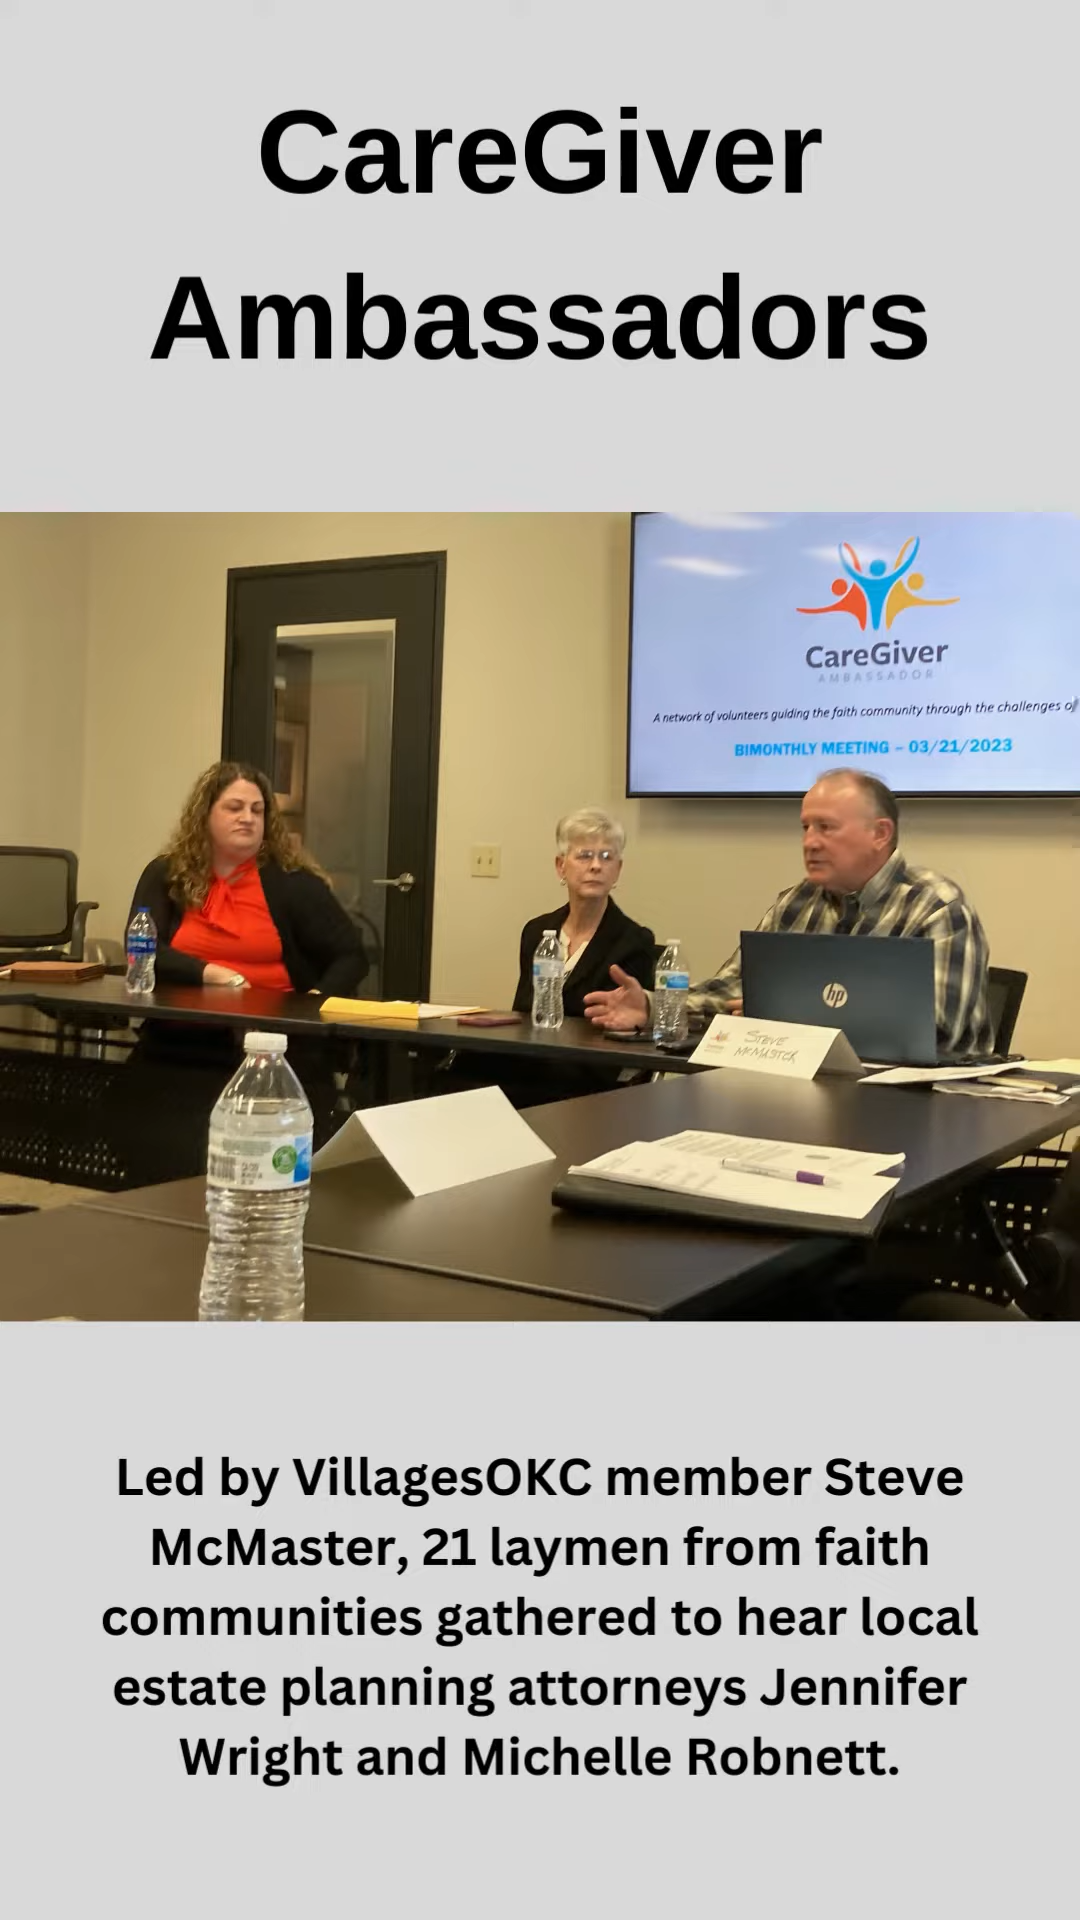 CareGiver
Ambassadors
CareGiver
AMBASSADOR
A network of volunteers guiding the faith community through the challenges of
BIMONTHLY MEETING – 03/21/2023
hp
STEVE
McMASTER
Led by VillagesOKC member Steve
McMaster, 21 laymen from faith
communities gathered to hear local
estate planning attorneys Jennifer
Wright and Michelle Robnett.